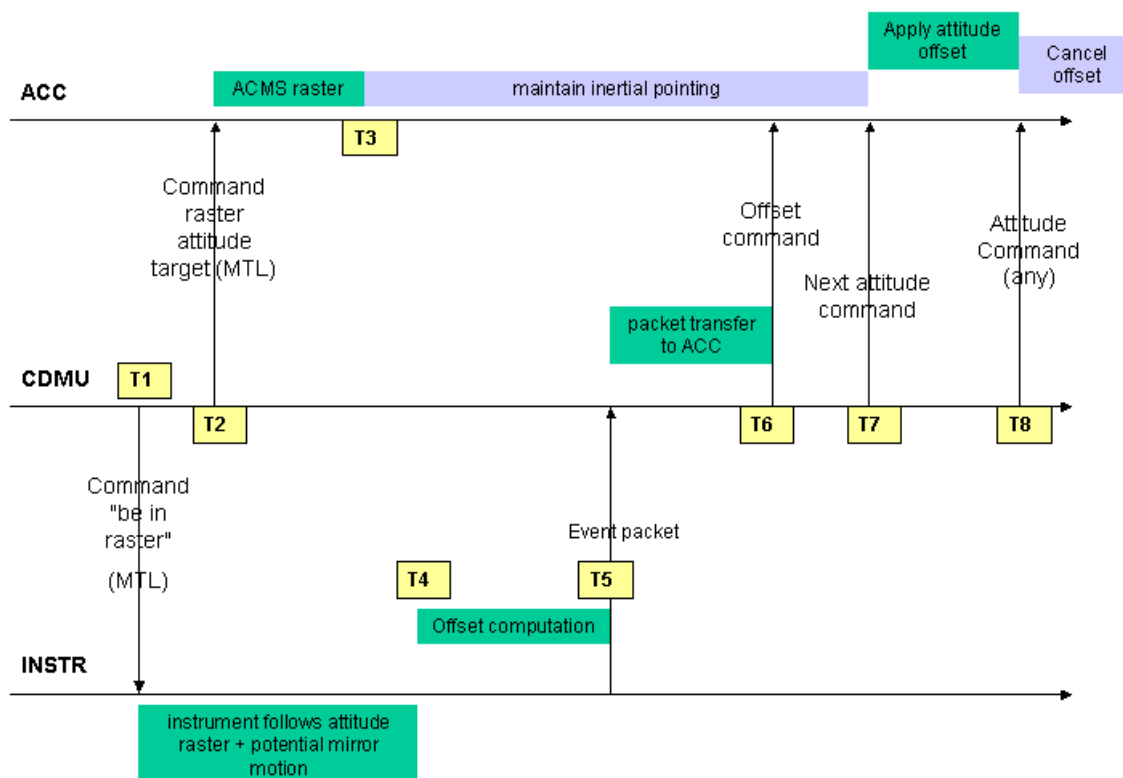 Apply attitude
offset
Cancel
offset
ACMS raster
maintain inertial pointing
ACC
T3
Command
raster
attitude
target (MTL)
Offset
command
Attitude
Command
(any)
Next attitude
command
packet transfer
to ACC
T1
CDMU
T2
T6
T7
T8
Command
"be in
raster"
(MTL)
Event packet
T4
T5
Offset computation
INSTR
instrument follows attitude
raster + potential mirror
motion